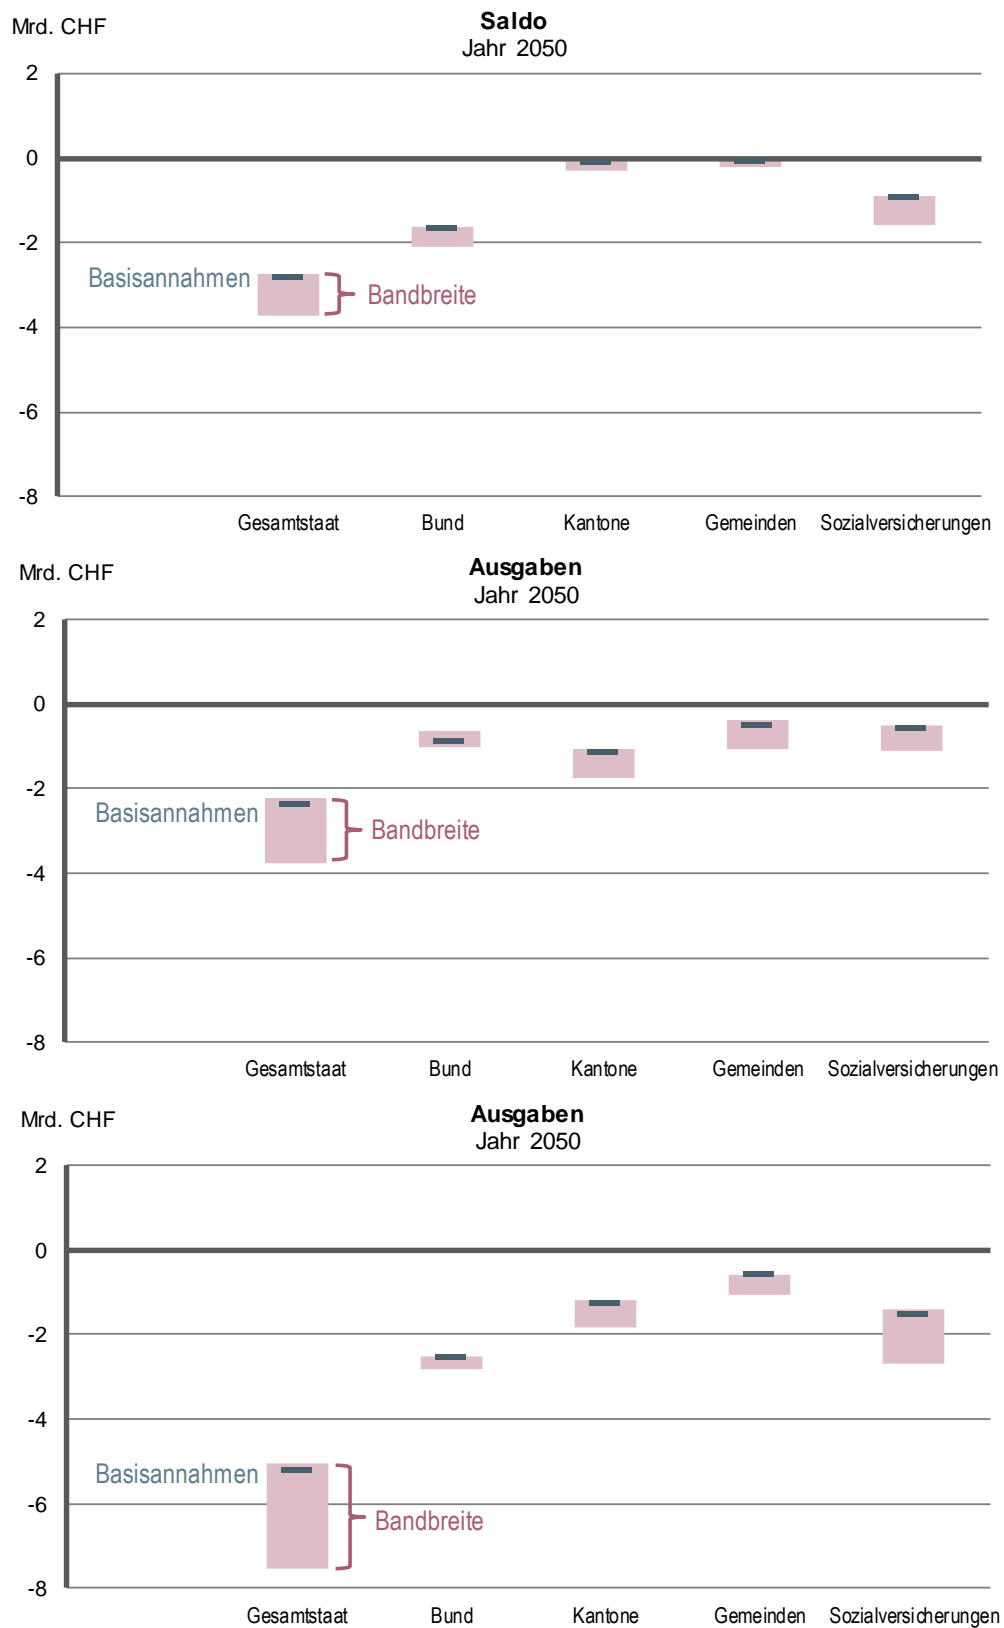 Mrd. CHF
Saldo
Jahr 2050
2
0
-2
Basisannahmen
Bandbreite
-4
-6
-8
Gesamtstaat Bund Kantone Gemeinden Sozialversicherungen
Mrd. CHF
Ausgaben
Jahr 2050
2
0
-2
Basisannahmen
Bandbreite
-4
-6
-8
Gesamtstaat Bund Kantone Gemeinden Sozialversicherungen
Mrd. CHF
Ausgaben
Jahr 2050
2
0
-2
-4
Basisannahmen
-6
Bandbreite
-8
Gesamtstaat Bund Kantone Gemeinden Sozialversicherungen